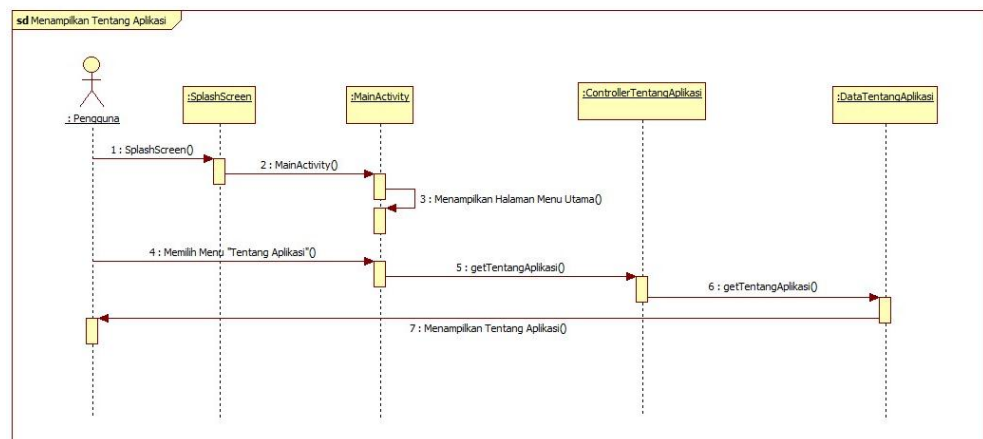 sd Menampilkan Tentang Aplikasi
: Pengguna
:SplashScreen
:MainActivity
:ControllerTentangAplikasi
:DataTentangAplikasi
1 : SplashScreen()
2 : MainActivity()
3 : Menampilkan Halaman Menu Utama()
4 : Memilih Menu "Tentang Aplikasi"()
5 : getTentangAplikasi()
6 : getTentangAplikasi()
7 : Menampilkan Tentang Aplikasi()